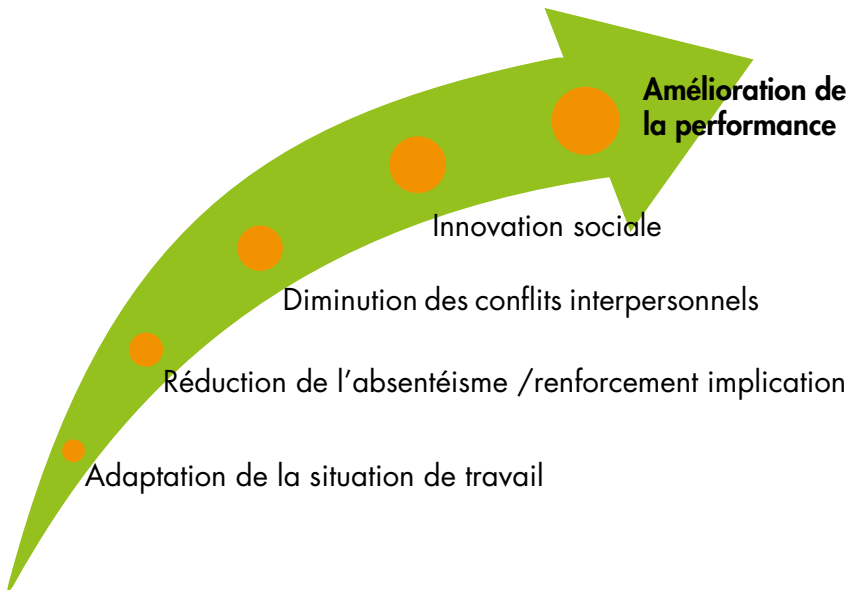 Amélioration de
la performance
Innovation sociale
Diminution des conflits interpersonnels
Réduction de l’absentéisme /renforcement implication
Adaptation de la situation de travail